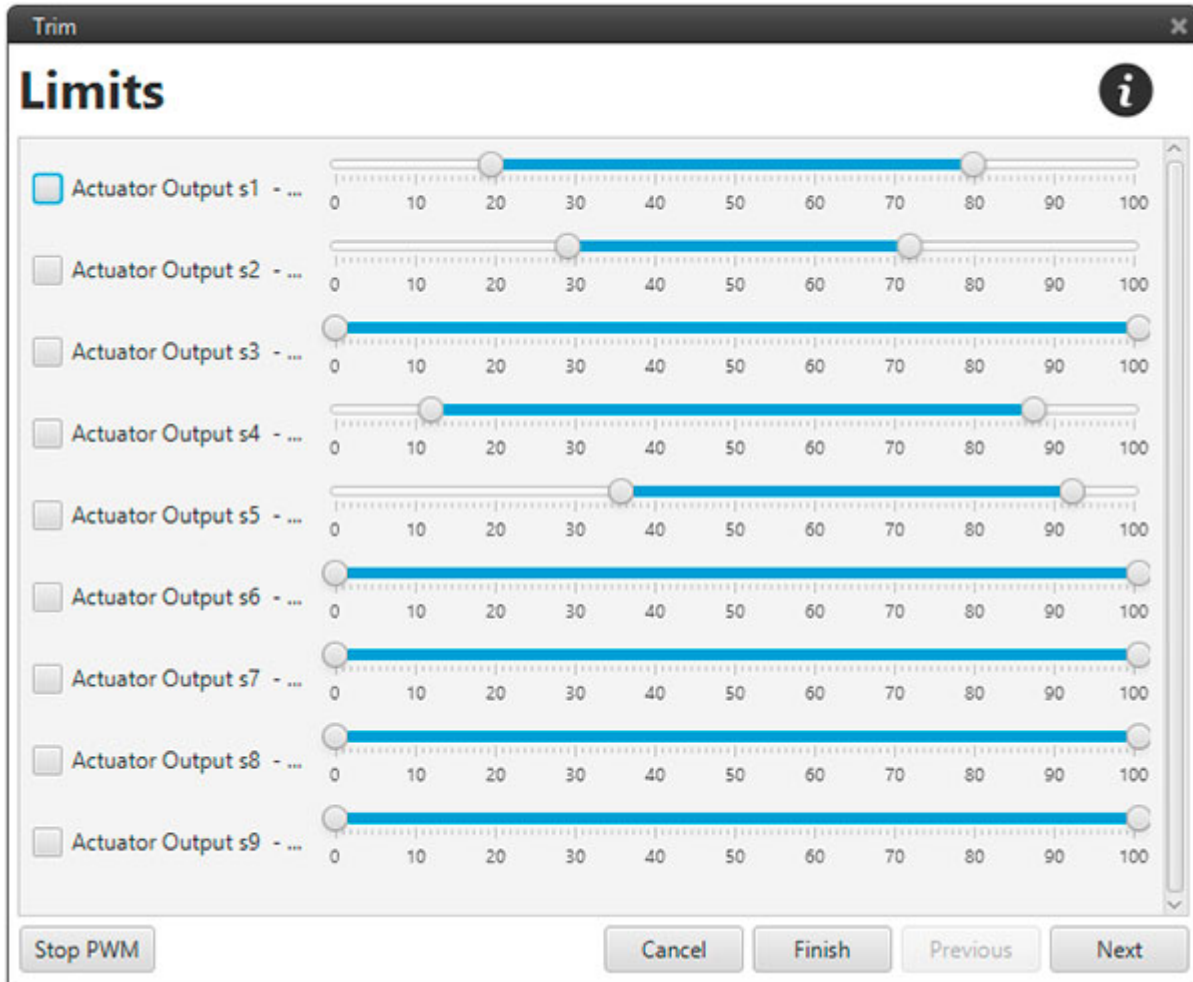 Trim
Limits
Actuator Output s1 - ...
0 10 20 30 40 50 60 70 80 90 100
Actuator Output s2 - ...
0 10 20 30 40 50 60 70 80 90 100
Actuator Output s3 - ...
0 10 20 30 40 50 60 70 80 90 100
Actuator Output s4 - ...
0 10 20 30 40 50 60 70 80 90 100
Actuator Output s5 - ...
0 10 20 30 40 50 60 70 80 90 100
Actuator Output s6 - ...
0 10 20 30 40 50 60 70 80 90 100
Actuator Output s7 - ...
0 10 20 30 40 50 60 70 80 90 100
Actuator Output s8 - ...
0 10 20 30 40 50 60 70 80 90 100
Actuator Output s9 - ...
0 10 20 30 40 50 60 70 80 90 100
Stop PWM Cancel Finish Previous Next